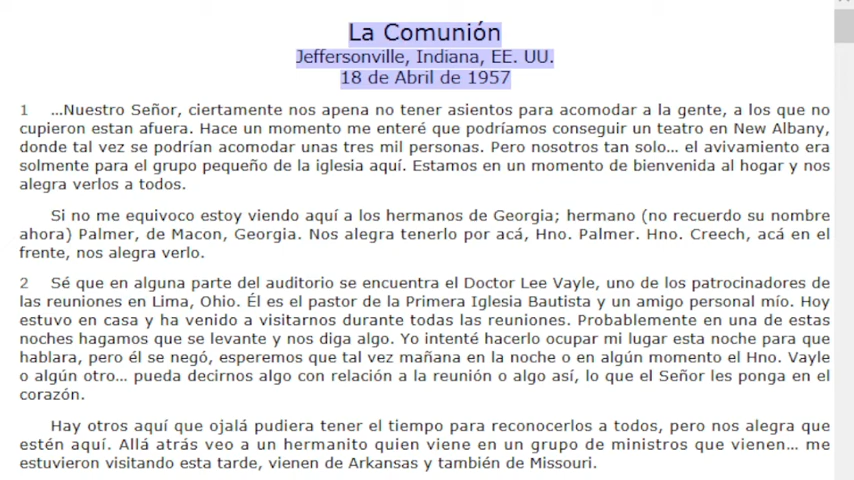 La Comunión
Jeffersonville, Indiana, EE. UU.
18 de Abril de 1957
1 ...Nuestro Señor, ciertamente nos apena no tener asientos para acomodar a la gente, a los que no
cupieron estan afuera. Hace un momento me enteré que podríamos conseguir un teatro en New Albany,
donde tal vez se podrían acomodar unas tres mil personas. Pero nosotros tan solo... el avivamiento era
solmente para el grupo pequeño de la iglesia aquí. Estamos en un momento de bienvenida al hogar y nos
alegra verlos a todos.
Si no me equivoco estoy viendo aquí a los hermanos de Georgia; hermano (no recuerdo su nombre
ahora) Palmer, de Macon, Georgia. Nos alegra tenerlo por acá, Hno. Palmer. Hno. Creech, acá en el
frente, nos alegra verlo.
2 Sé que en alguna parte del auditorio se encuentra el Doctor Lee Vayle, uno de los patrocinadores de
las reuniones en Lima, Ohio. Él es el pastor de la Primera Iglesia Bautista y un amigo personal mío. Hoy
estuvo en casa y ha venido a visitarnos durante todas las reuniones. Probablemente en una de estas
noches hagamos que se levante y nos diga algo. Yo intenté hacerlo ocupar mi lugar esta noche para que
hablara, pero él se negó, esperemos que tal vez mañana en la noche o en algún momento el Hno. Vayle
o algún otro... pueda decirnos algo con relación a la reunión o algo así, lo que el Señor les ponga en el
corazón.
Hay otros aquí que ojalá pudiera tener el tiempo para reconocerlos a todos, pero nos alegra que
estén aquí. Allá atrás veo a un hermanito quien viene en un grupo de ministros que vienen... me
estuvieron visitando esta tarde, vienen de Arkansas y también de Missouri.